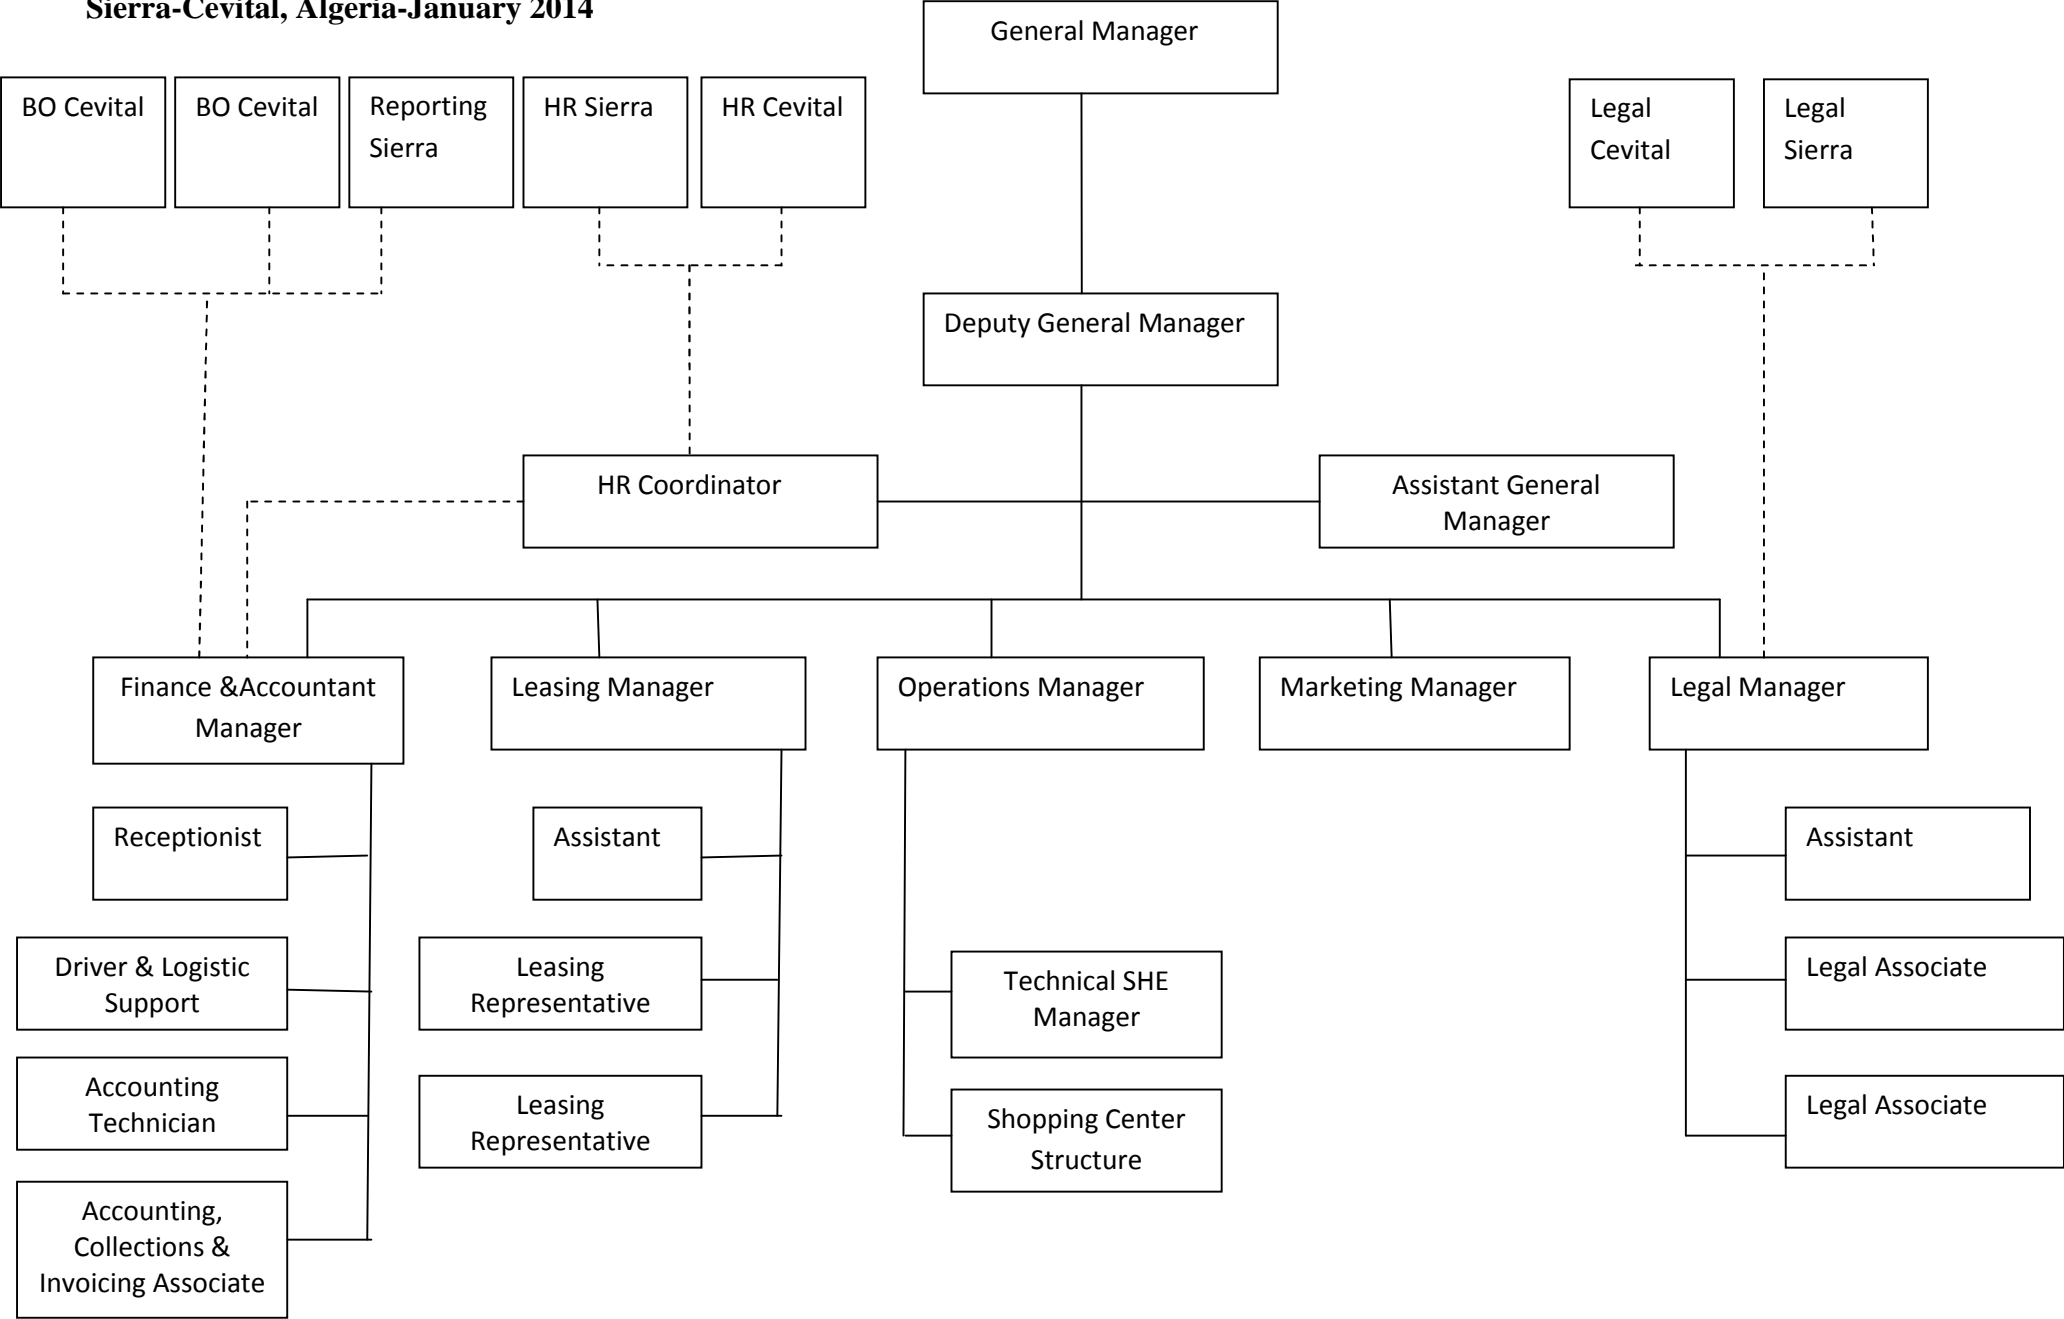 Sierra-Cevital, Algeria-January 2014
General Manager
BO Cevital
BO Cevital
Reporting
Sierra
HR Sierra
HR Cevital
Legal
Cevital
Legal
Sierra
Deputy General Manager
HR Coordinator
Assistant General
Manager
Finance &Accountant
Manager
Leasing Manager
Operations Manager
Marketing Manager
Legal Manager
Receptionist
Driver & Logistic
Support
Accounting
Technician
Accounting,
Collections &
Invoicing Associate
Assistant
Leasing
Representative
Leasing
Representative
Technical SHE
Manager
Shopping Center
Structure
Assistant
Legal Associate
Legal Associate